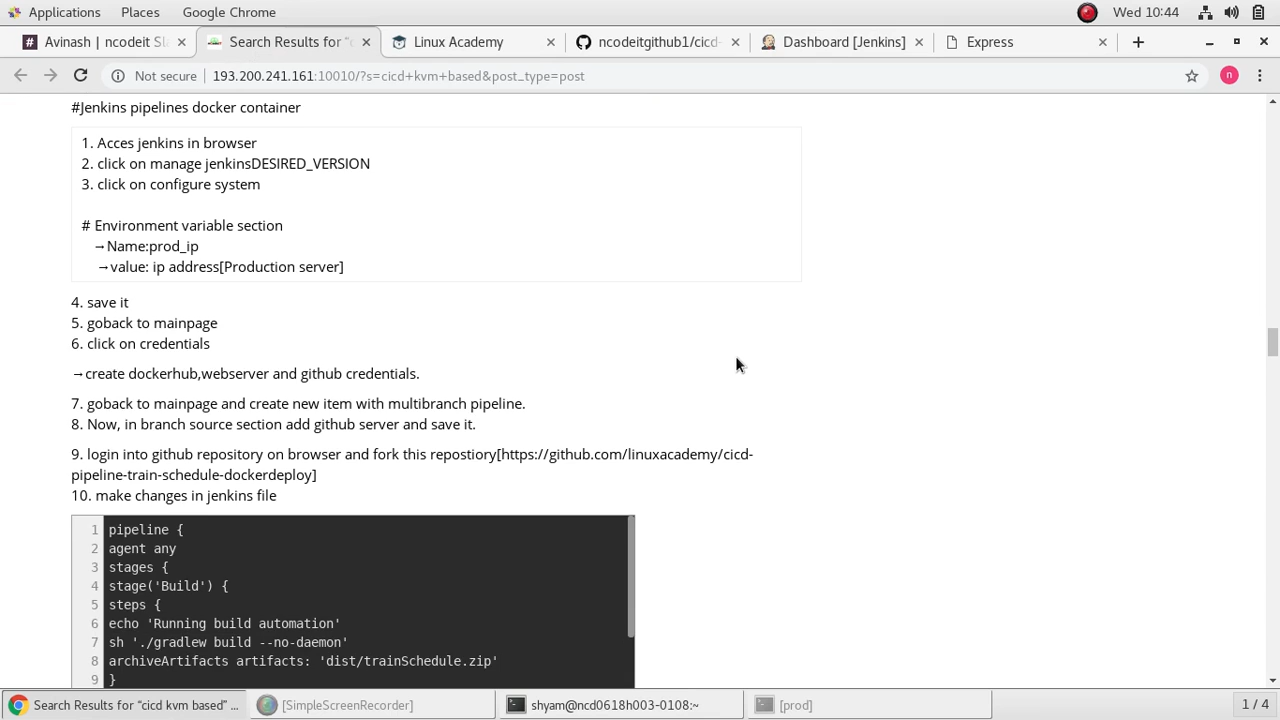 Applications Places Google Chrome Wed 10:44
# Avinash | ncodeit Sl
Search Results for “c
Linux Academy
ncodeitgithub1/cicd-
Dashboard [Jenkins]
Express
Not secure 193.200.241.161:10010/?s=cicd+kvm+based&post_type=post
n
#Jenkins pipelines docker container
1. Acces jenkins in browser
2. click on manage jenkinsDESIRED_VERSION
3. click on configure system
# Environment variable section
→Name:prod_ip
→value: ip address[Production server]
4. save it
5. goback to mainpage
6. click on credentials
→create dockerhub,webserver and github credentials.
7. goback to mainpage and create new item with multibranch pipeline.
8. Now, in branch source section add github server and save it.
9. login into github repository on browser and fork this repostiory[https://github.com/linuxacademy/cicd-
pipeline-train-schedule-dockerdeploy]
10. make changes in jenkins file
1 pipeline {
2 agent any
3 stages {
4 stage('Build') {
5 steps {
6 echo 'Running build automation'
7 sh './gradlew build --no-daemon'
8 archiveArtifacts artifacts: 'dist/trainSchedule.zip'
9 }
Search Results for “cicd kvm based” ...
[SimpleScreenRecorder]
shyam@ncd0618h003-0108:~
[prod]
1 / 4